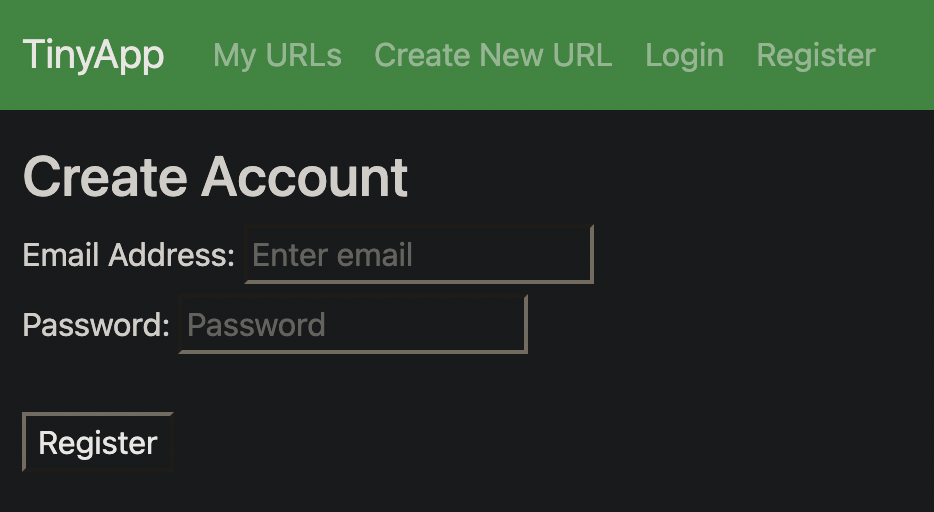 TinyApp My URLs Create New URL Login Register
Create Account
Email Address: Enter email
Password: Password
Register